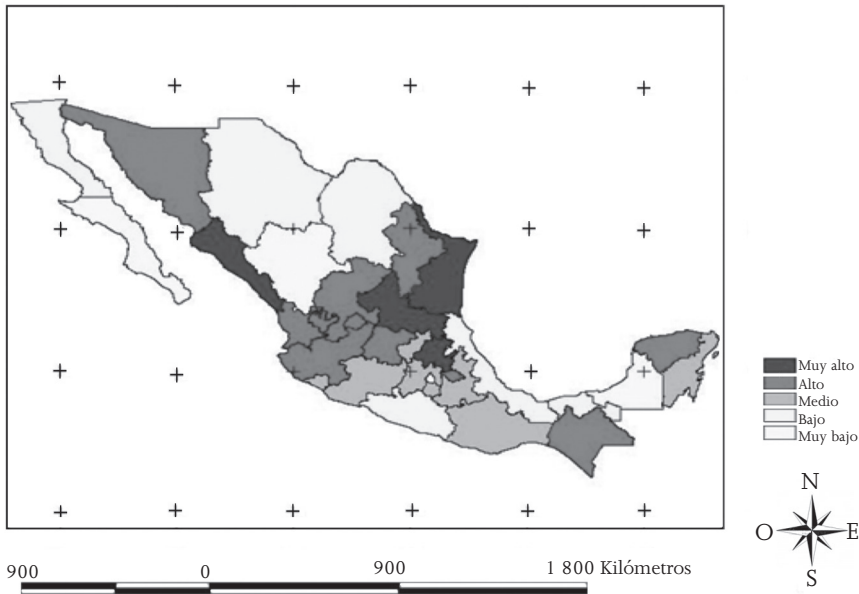 Muy alto
Alto
Medio
Bajo
Muy bajo
N
O E
S
900 0 900 1 800 Kilómetros